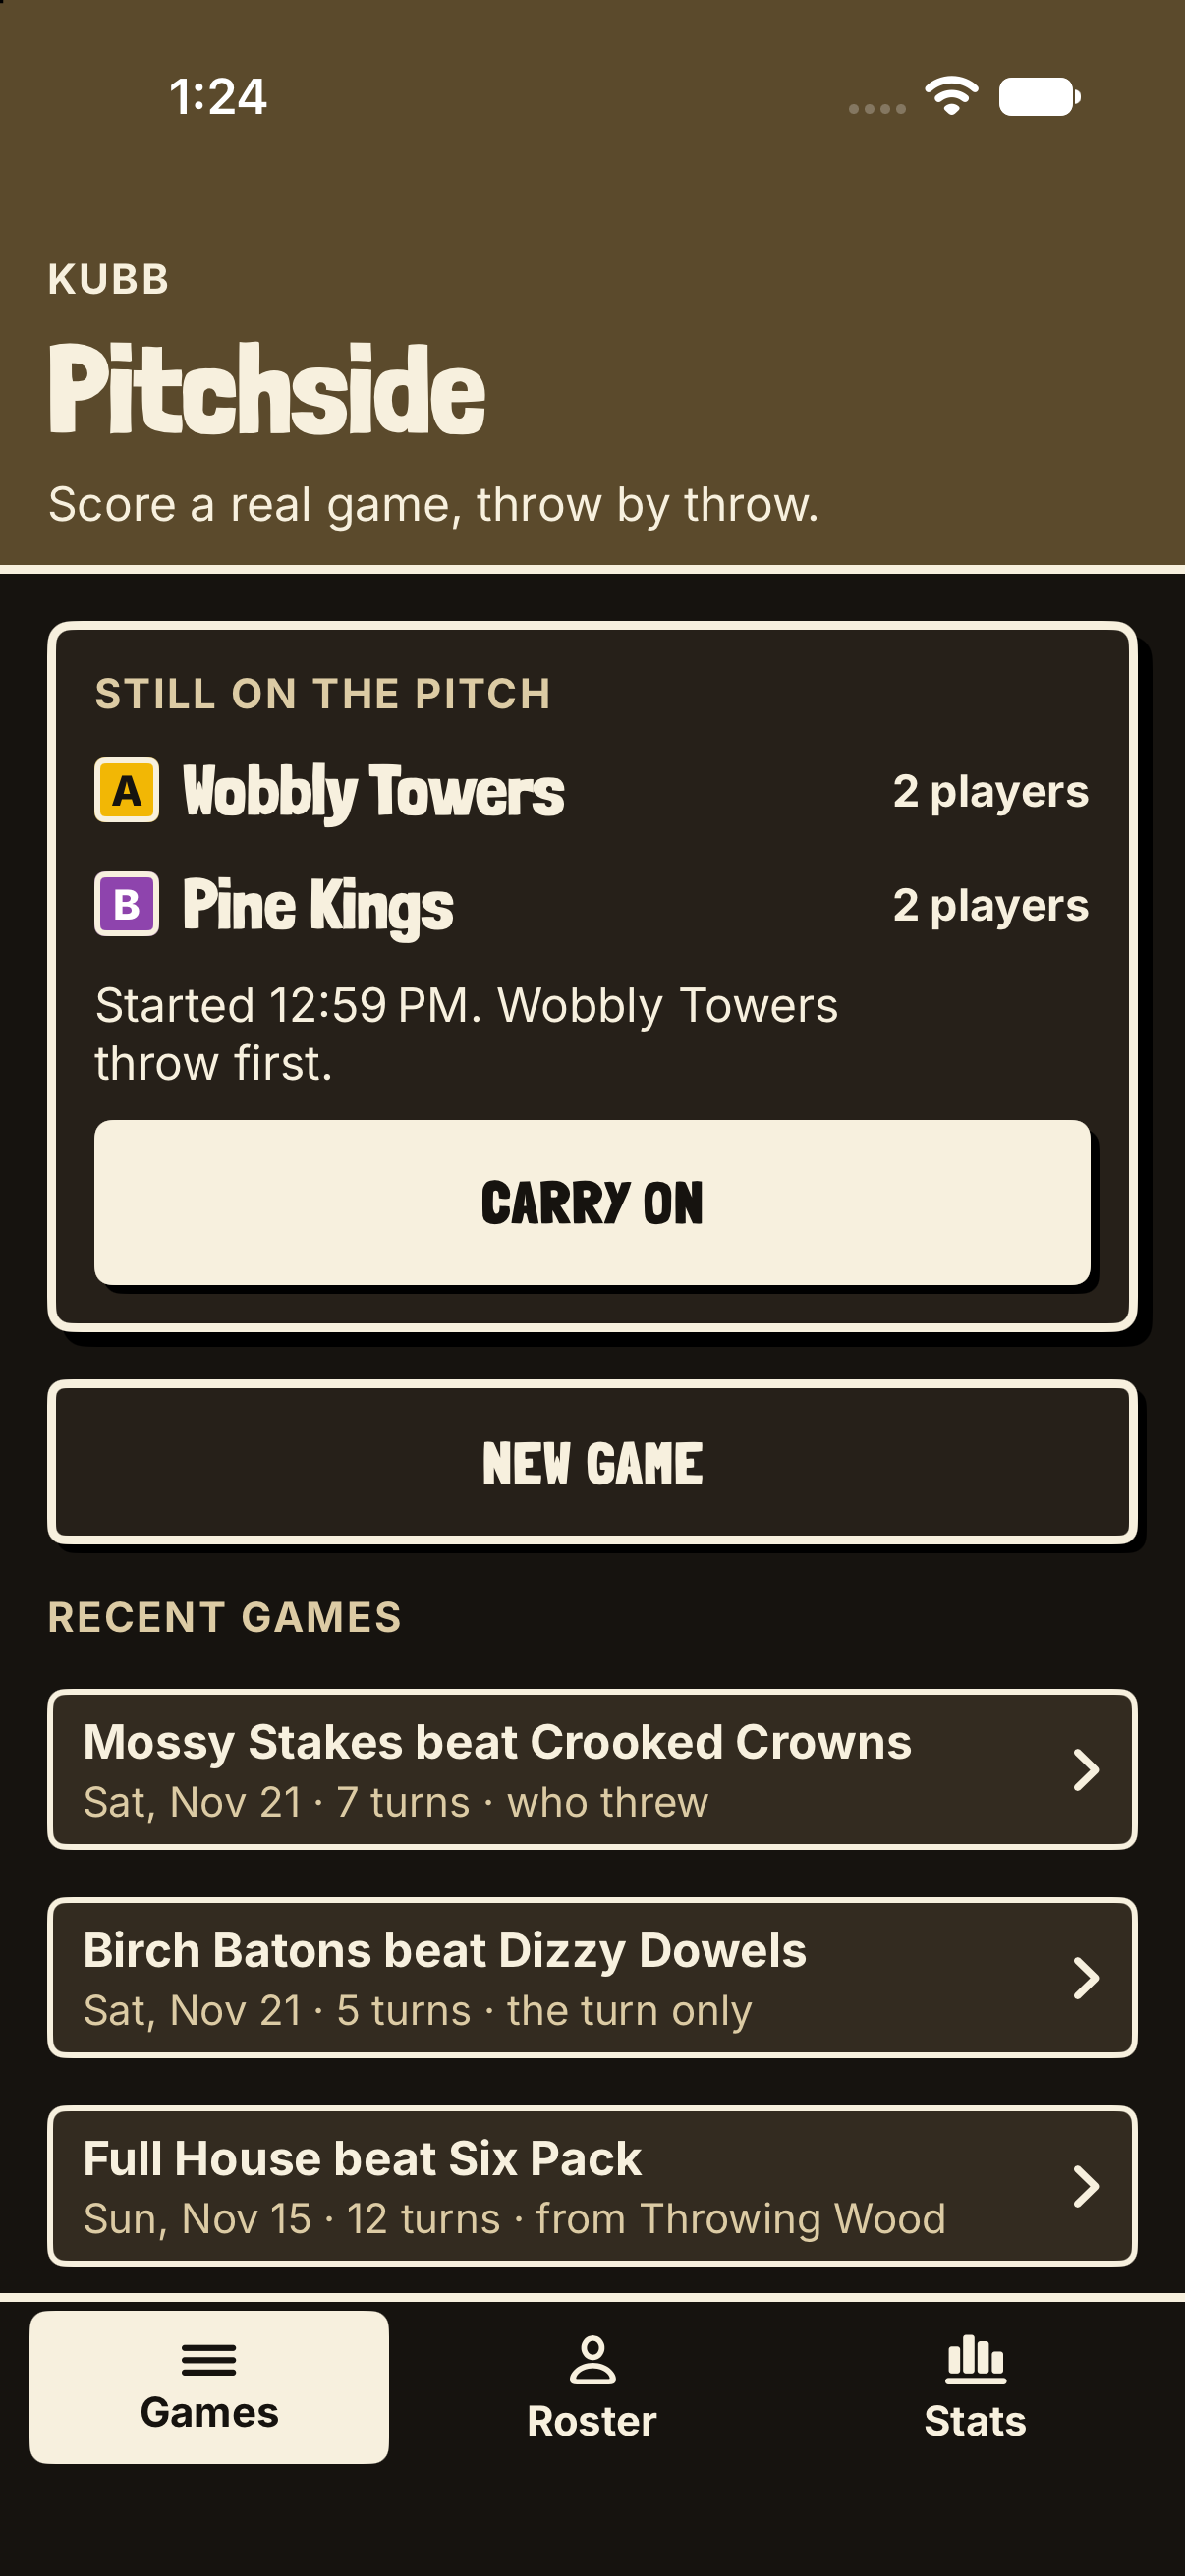 1:24
KUBB
Pitchside
Score a real game, throw by throw.
STILL ON THE PITCH
A Wobbly Towers 2 players
B Pine Kings 2 players
Started 12:59 PM. Wobbly Towers
throw first.
CARRY ON
NEW GAME
RECENT GAMES
Mossy Stakes beat Crooked Crowns
Sat, Nov 21 · 7 turns · who threw
Birch Batons beat Dizzy Dowels
Sat, Nov 21 · 5 turns · the turn only
Full House beat Six Pack
Sun, Nov 15 · 12 turns · from Throwing Wood
Games Roster Stats